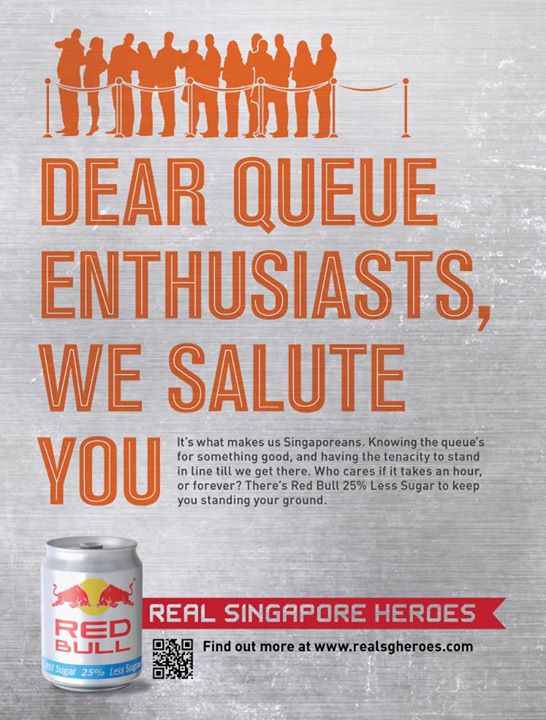 DEAR QUEUE
ENTHUSIASTS,
WE SALUTE
YOU
It's what makes us Singaporeans. Knowing the queue's
for something good, and having the tenacity to stand
in line till we get there. Who cares if it takes an hour,
or forever? There's Red Bull 25% Less Sugar to keep
you standing your ground.
RED
BULL
Less Sugar 25% Less Sugar
REAL SINGAPORE HEROES
Find out more at www.realsgheroes.com